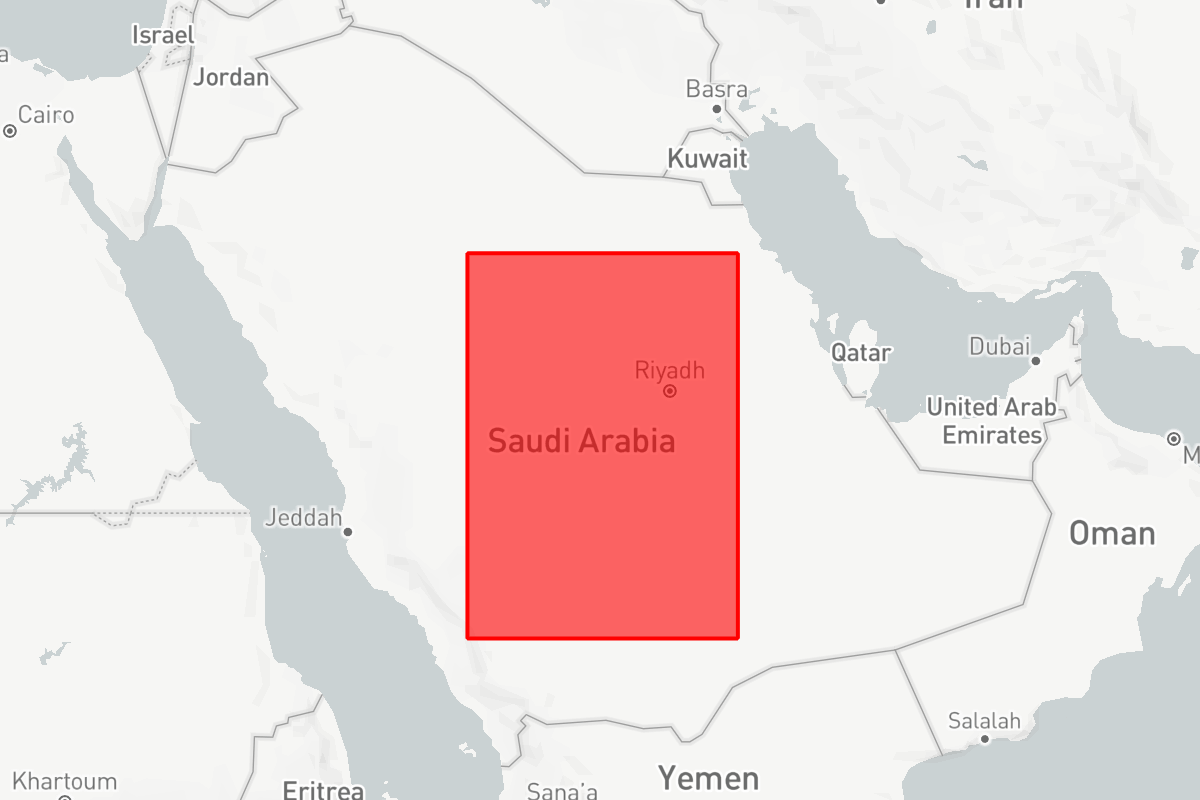 Iran
Israel
a
Jordan
Basra
Cairo
Kuwait
Qatar
Dubai
Riyadh
United Arab
Emirates
Saudi Arabia
M
Jeddah
Oman
Salalah
Khartoum
Eritrea
Sana'a
Yemen